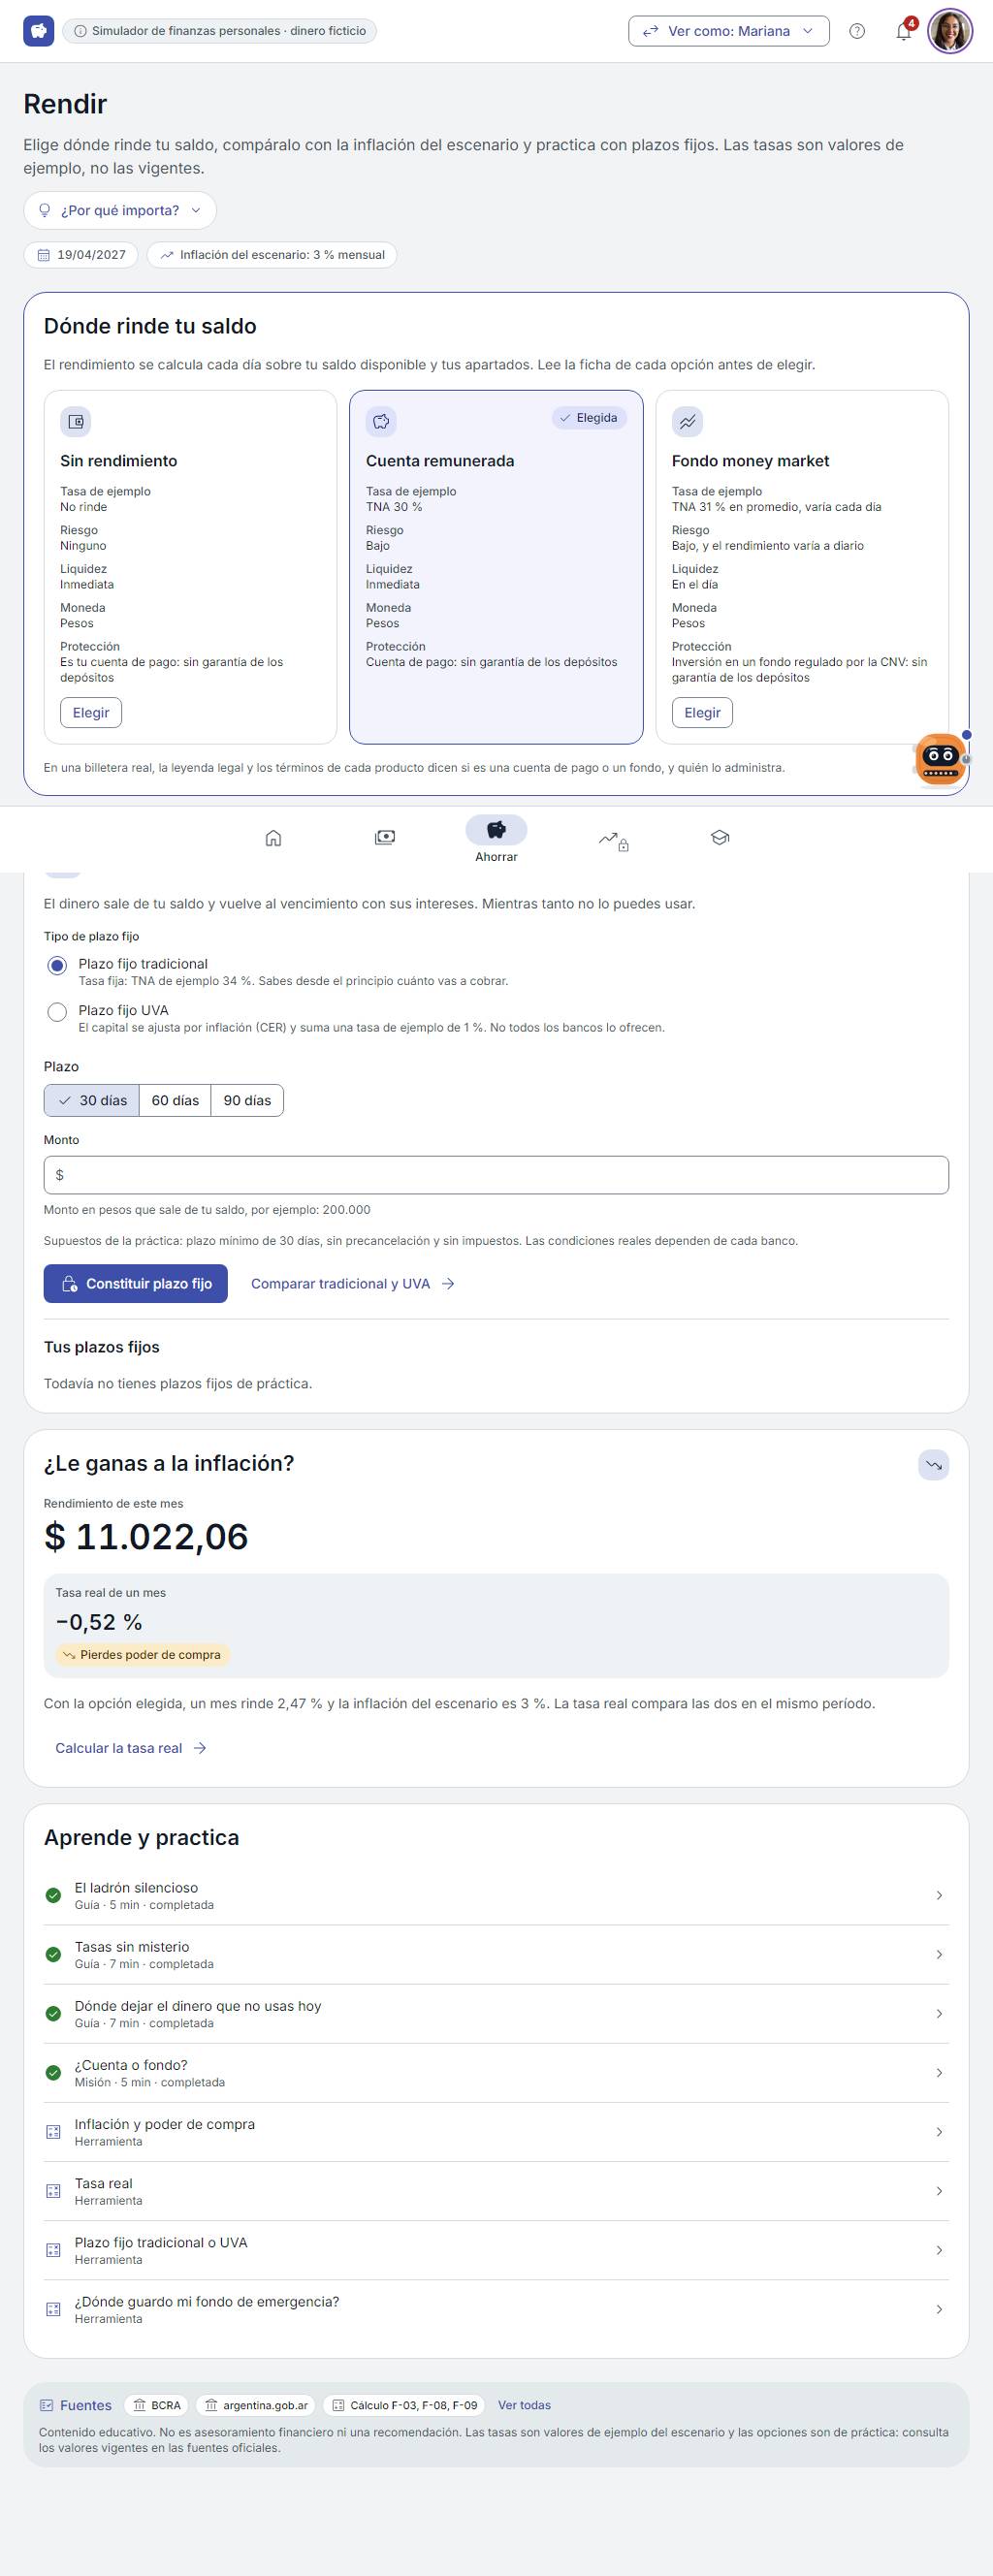 Simulador de finanzas personales · dinero ficticio
Ver como: Mariana
4
Rendir
Elige dónde rinde tu saldo, compáralo con la inflación del escenario y practica con plazos fijos. Las tasas son valores de
ejemplo, no las vigentes.
¿Por qué importa?
19/04/2027
Inflación del escenario: 3 % mensual
Dónde rinde tu saldo
El rendimiento se calcula cada día sobre tu saldo disponible y tus apartados. Lee la ficha de cada opción antes de elegir.
Sin rendimiento
Tasa de ejemplo
No rinde
Riesgo
Ninguno
Liquidez
Inmediata
Moneda
Pesos
Protección
Es tu cuenta de pago: sin garantía de los
depósitos
Elegir
Elegida
Cuenta remunerada
Tasa de ejemplo
TNA 30 %
Riesgo
Bajo
Liquidez
Inmediata
Moneda
Pesos
Protección
Cuenta de pago: sin garantía de los depósitos
Fondo money market
Tasa de ejemplo
TNA 31 % en promedio, varía cada día
Riesgo
Bajo, y el rendimiento varía a diario
Liquidez
En el día
Moneda
Pesos
Protección
Inversión en un fondo regulado por la CNV: sin
garantía de los depósitos
Elegir
En una billetera real, la leyenda legal y los términos de cada producto dicen si es una cuenta de pago o un fondo, y quién lo administra.
Ahorrar
El dinero sale de tu saldo y vuelve al vencimiento con sus intereses. Mientras tanto no lo puedes usar.
Tipo de plazo fijo
Plazo fijo tradicional
Tasa fija: TNA de ejemplo 34 %. Sabes desde el principio cuánto vas a cobrar.
Plazo fijo UVA
El capital se ajusta por inflación (CER) y suma una tasa de ejemplo de 1 %. No todos los bancos lo ofrecen.
Plazo
30 días
60 días
90 días
Monto
$
Monto en pesos que sale de tu saldo, por ejemplo: 200.000
Supuestos de la práctica: plazo mínimo de 30 días, sin precancelación y sin impuestos. Las condiciones reales dependen de cada banco.
Constituir plazo fijo
Comparar tradicional y UVA
Tus plazos fijos
Todavía no tienes plazos fijos de práctica.
¿Le ganas a la inflación?
Rendimiento de este mes
$ 11.022,06
Tasa real de un mes
−0,52 %
Pierdes poder de compra
Con la opción elegida, un mes rinde 2,47 % y la inflación del escenario es 3 %. La tasa real compara las dos en el mismo período.
Calcular la tasa real
Aprende y practica
El ladrón silencioso
Guía · 5 min · completada
Tasas sin misterio
Guía · 7 min · completada
Dónde dejar el dinero que no usas hoy
Guía · 7 min · completada
¿Cuenta o fondo?
Misión · 5 min · completada
Inflación y poder de compra
Herramienta
Tasa real
Herramienta
Plazo fijo tradicional o UVA
Herramienta
¿Dónde guardo mi fondo de emergencia?
Herramienta
Fuentes
BCRA
argentina.gob.ar
Cálculo F-03, F-08, F-09
Ver todas
Contenido educativo. No es asesoramiento financiero ni una recomendación. Las tasas son valores de ejemplo del escenario y las opciones son de práctica: consulta
los valores vigentes en las fuentes oficiales.